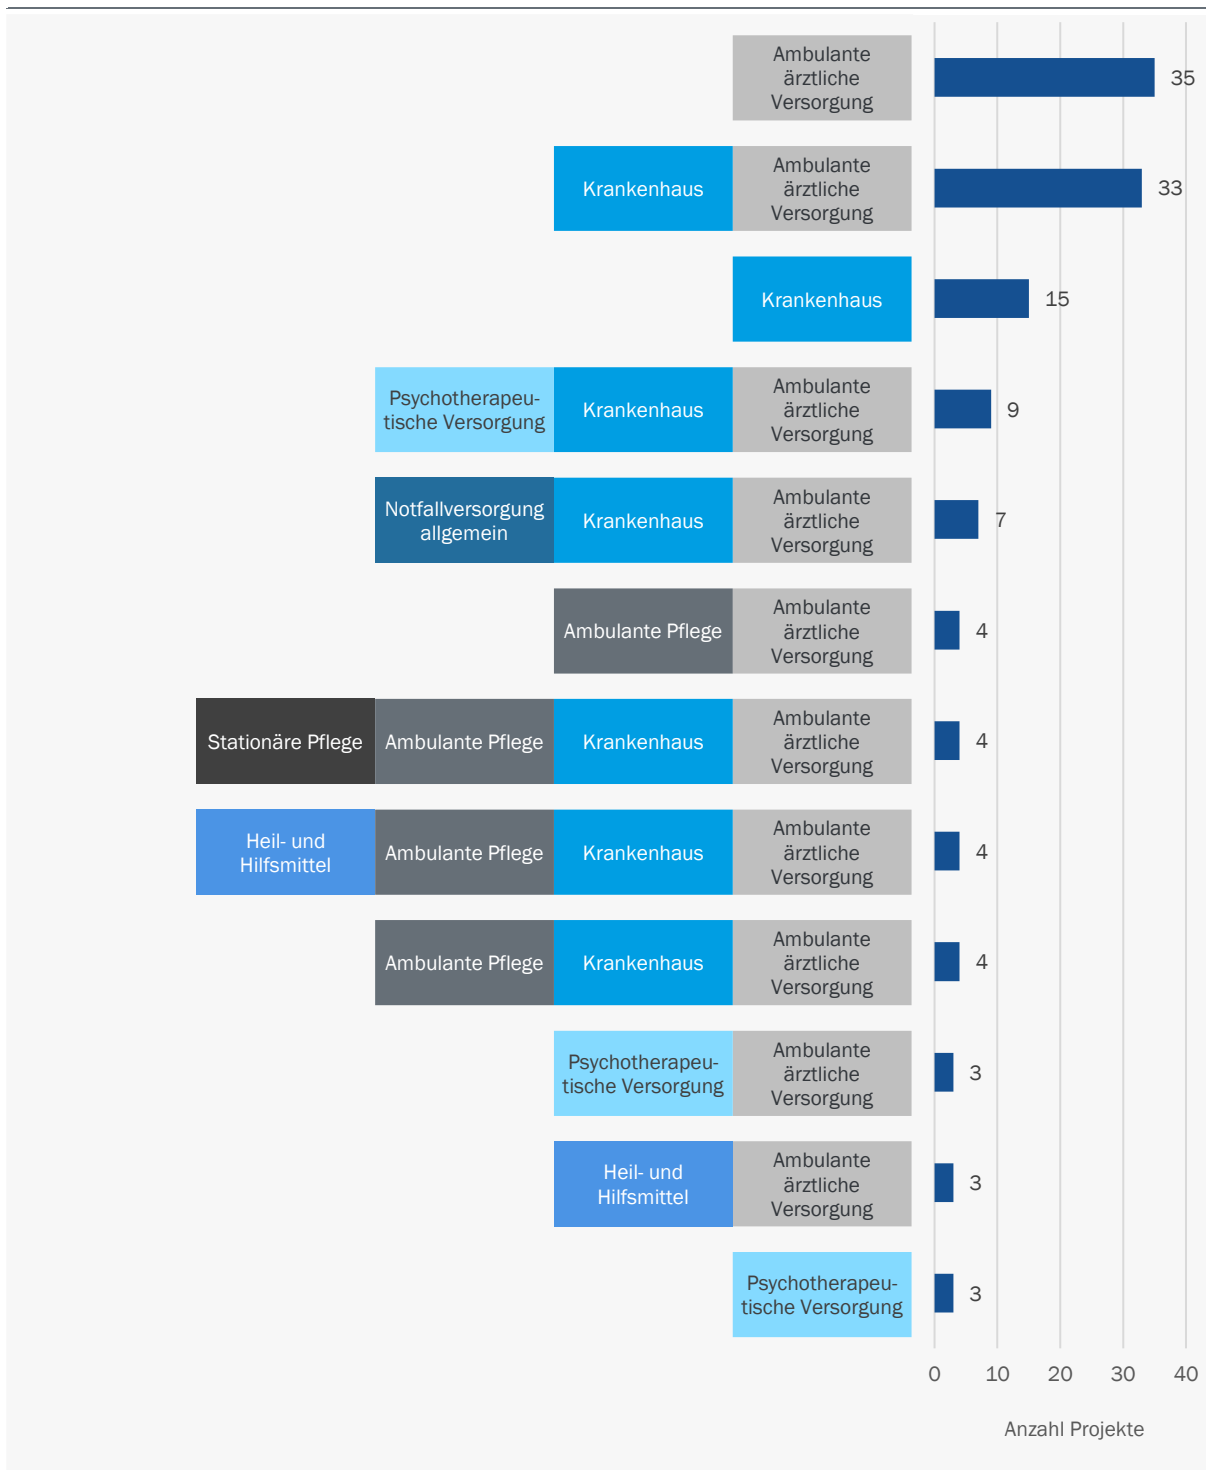 Ambulante
ärztliche
Versorgung
35
Krankenhaus
Ambulante
ärztliche
Versorgung
33
Krankenhaus
15
Psychotherapeu-
tische Versorgung
Krankenhaus
Ambulante
ärztliche
Versorgung
9
Notfallversorgung
allgemein
Krankenhaus
Ambulante
ärztliche
Versorgung
7
Ambulante Pflege
Ambulante
ärztliche
Versorgung
4
Stationäre Pflege
Ambulante Pflege
Krankenhaus
Ambulante
ärztliche
Versorgung
4
Heil- und
Hilfsmittel
Ambulante Pflege
Krankenhaus
Ambulante
ärztliche
Versorgung
4
Ambulante Pflege
Krankenhaus
Ambulante
ärztliche
Versorgung
4
Psychotherapeu-
tische Versorgung
Ambulante
ärztliche
Versorgung
3
Heil- und
Hilfsmittel
Ambulante
ärztliche
Versorgung
3
Psychotherapeu-
tische Versorgung
3
0 10 20 30 40
Anzahl Projekte